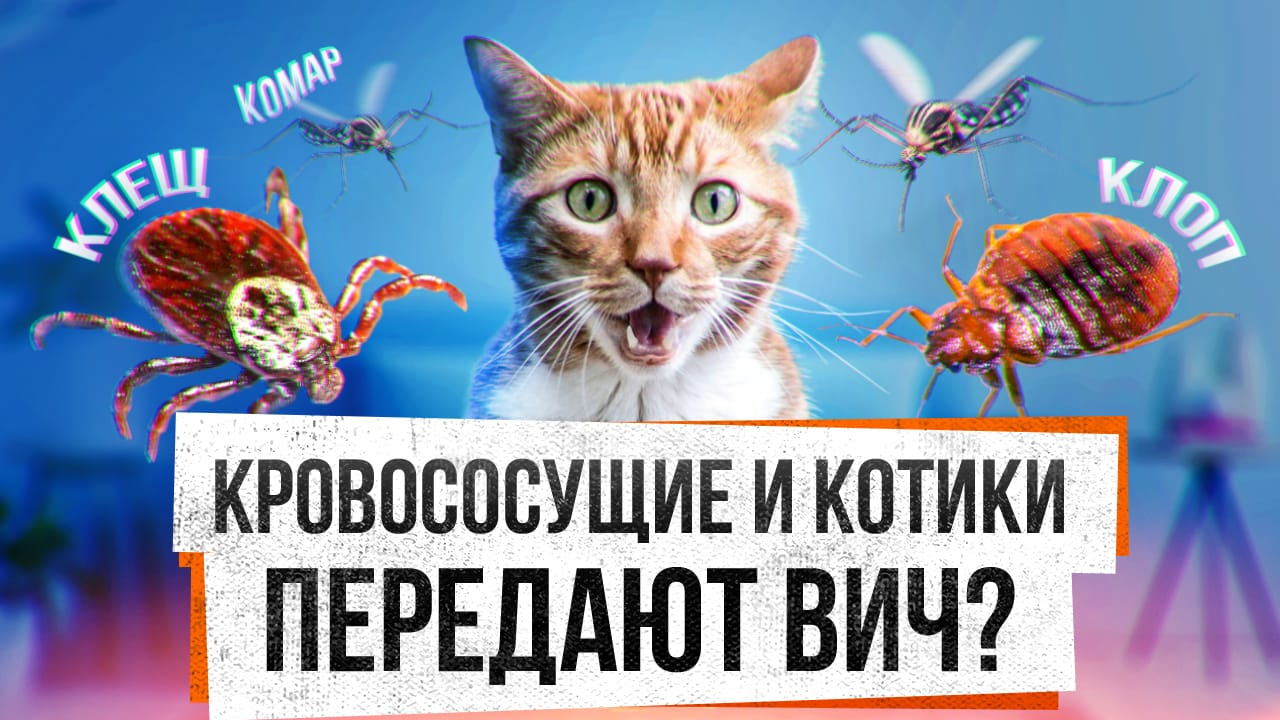 КОМАР
КЛЕЩ
КЛОП
КРОВОСОСУЩИЕ И КОТИКИ
ПЕРЕДАЮТ ВИЧ?